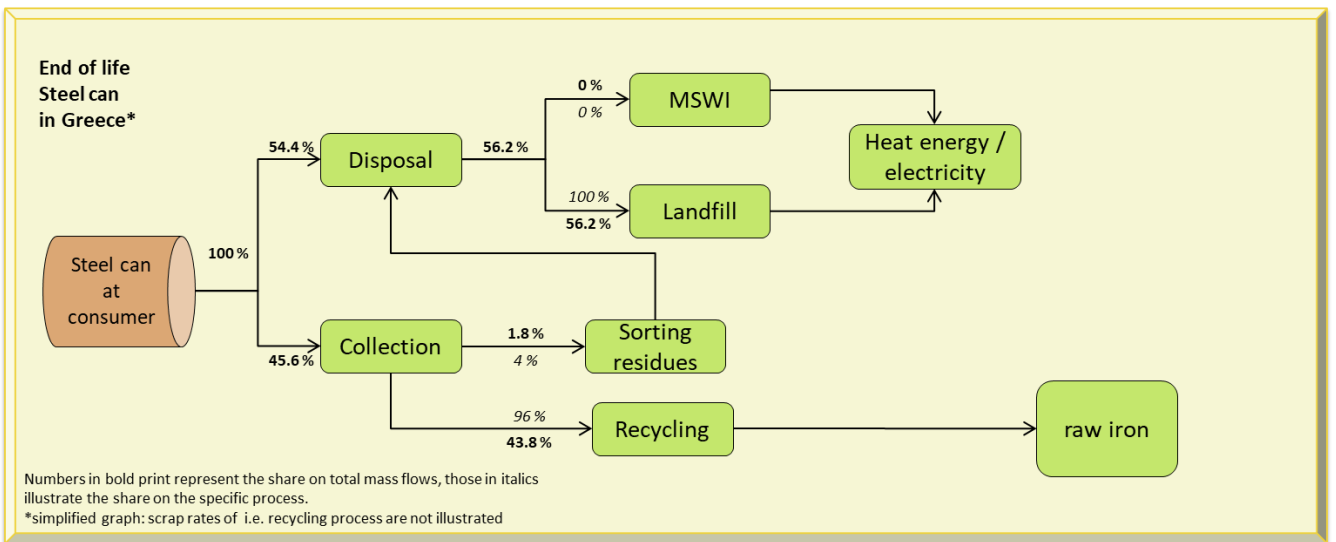 End of life
Steel can
in Greece*
0 %
MSWI
0 %
54.4 %
Disposal
56.2 %
Heat energy /
electricity
100 %
Landfill
56.2 %
100 %
Steel can
at
consumer
45.6 %
Collection
1.8 %
4 %
Sorting
residues
96 %
43.8 %
Recycling
raw iron
Numbers in bold print represent the share on total mass flows, those in italics
illustrate the share on the specific process.
*simplified graph: scrap rates of i.e. recycling process are not illustrated